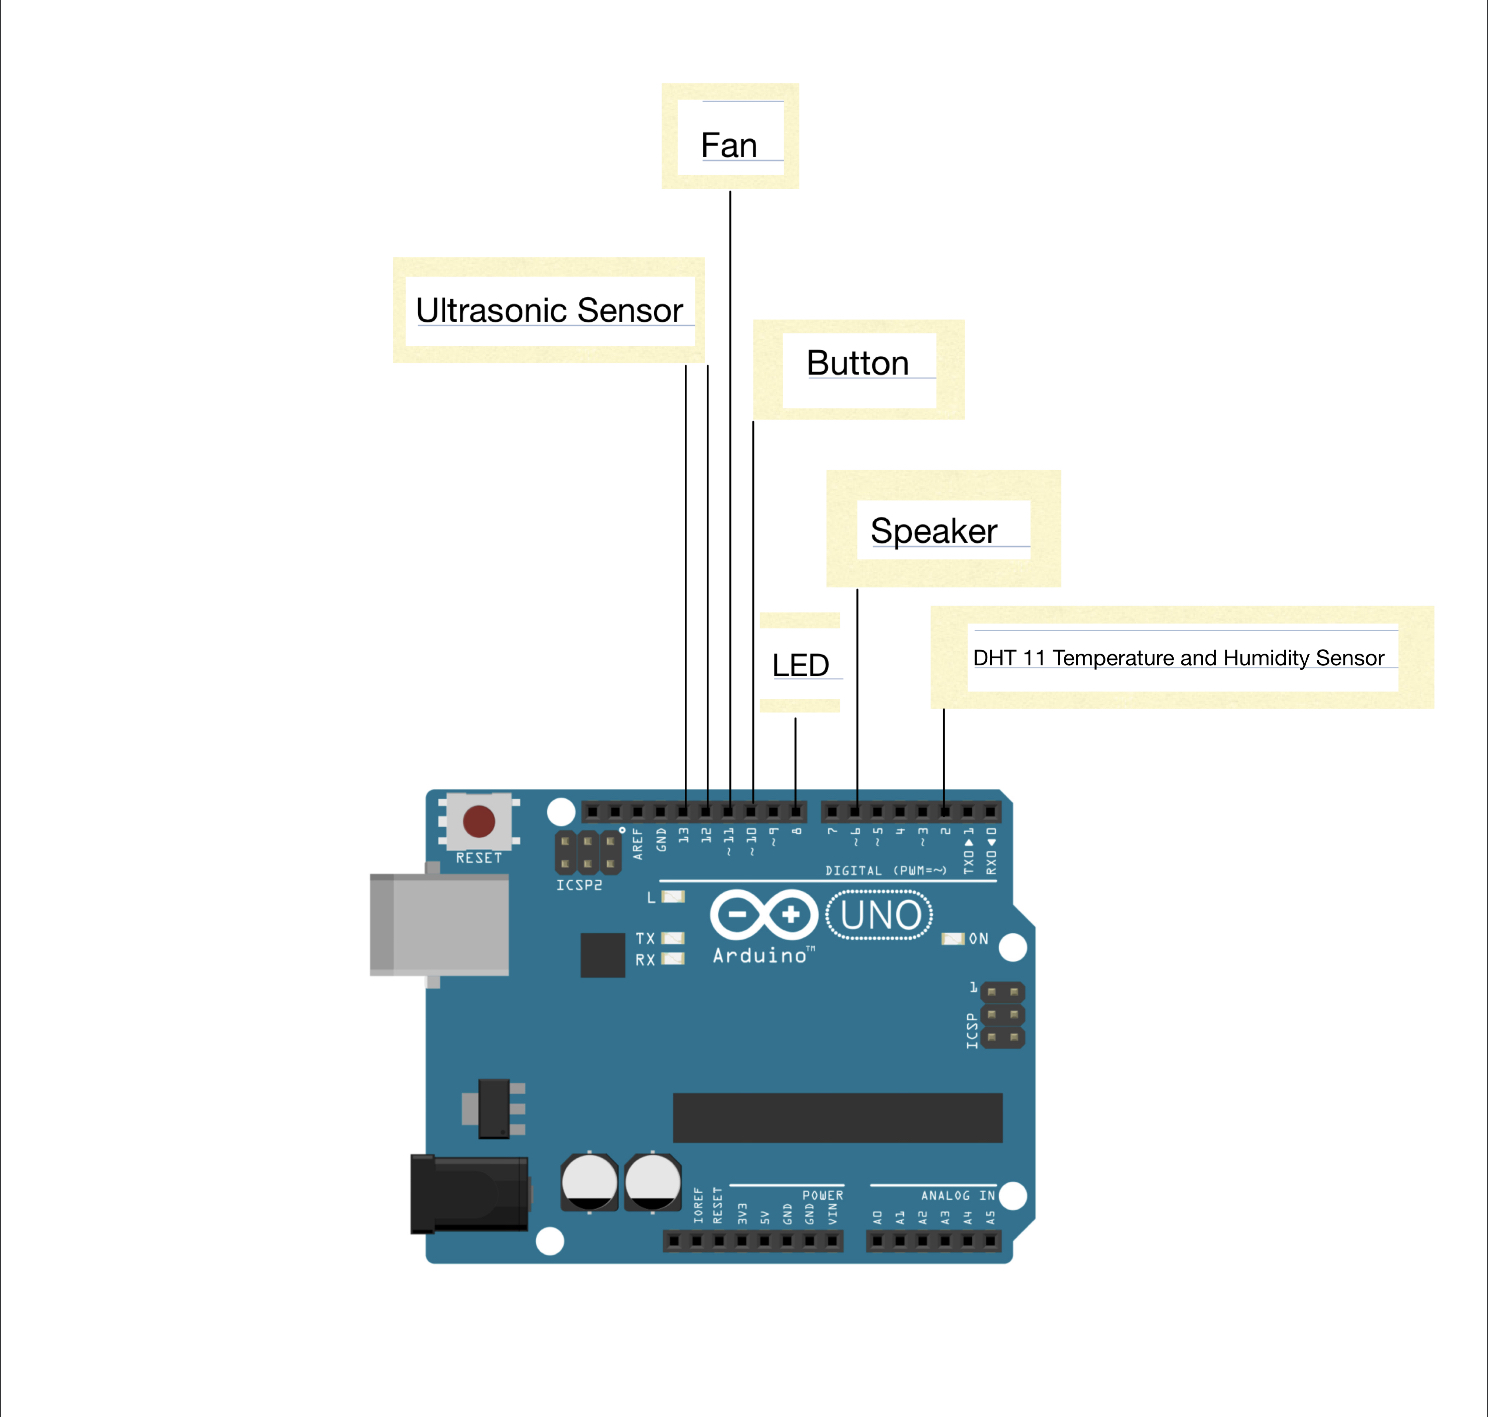 Fan
Ultrasonic Sensor
Button
Speaker
LED
DHT 11 Temperature and Humidity Sensor
RESET
ICSP2
AREF
GND
13
12
~11
~10
~9
8
7
~6
~5
4
~3
2
TX0▶1
RX0◀0
DIGITAL (PWM=~)
L
TX
RX
Arduino™
UNO
ON
1
ICSP
IOREF
RESET
3V3
5V
GND
GND
VIN
POWER
ANALOG IN
A0
A1
A2
A3
A4
A5